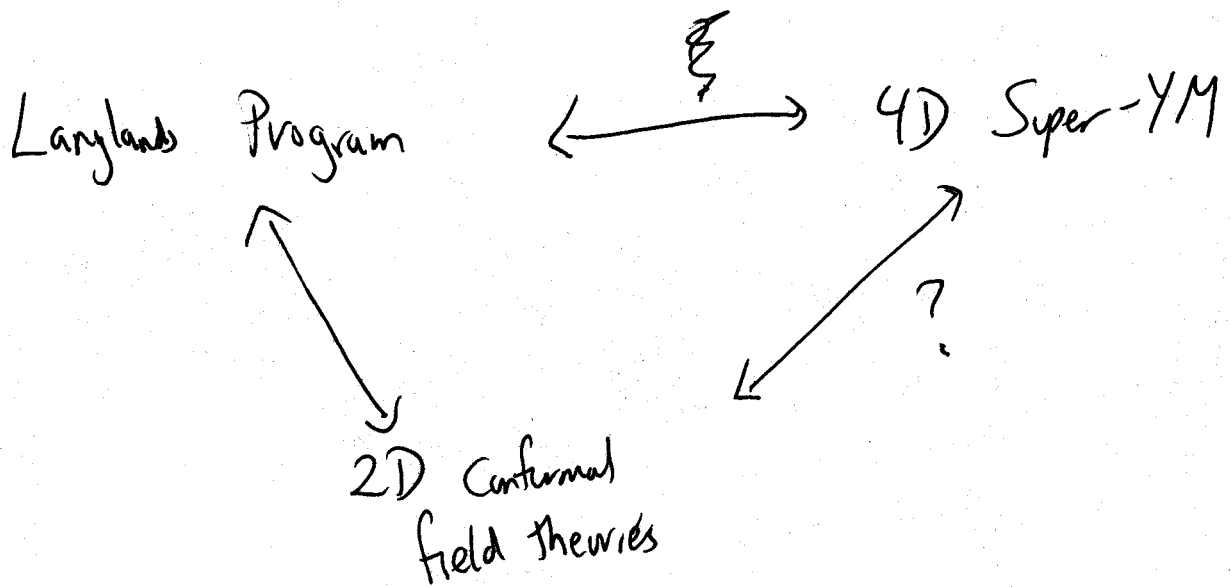 Langlands Program
4D Super-YM
?
2D Conformal
field theories